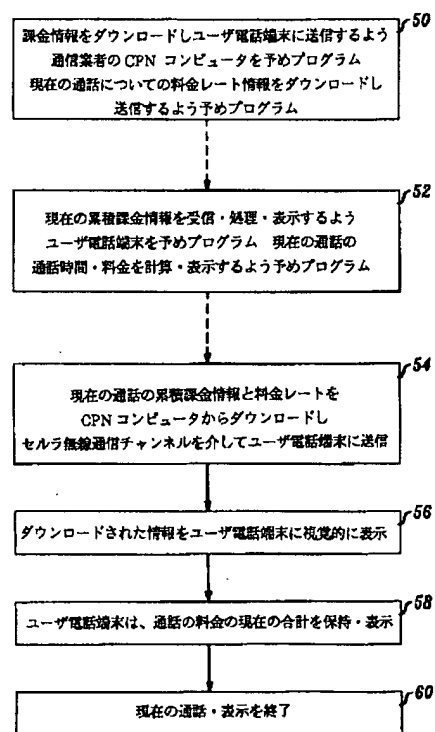 50
課金情報をダウンロードしユーザ電話端末に送信するよう
通信業者の CPN コンピュータを予めプログラム
現在の通話についての料金レート情報をダウンロードし
送信するよう予めプログラム
52
現在の累積課金情報を受信・処理・表示するよう
ユーザ電話端末を予めプログラム 現在の通話の
通話時間・料金を計算・表示するよう予めプログラム
54
現在の通話の累積課金情報と料金レートを
CPN コンピュータからダウンロードし
セルラ無線通信チャンネルを介してユーザ電話端末に送信
56
ダウンロードされた情報をユーザ電話端末に視覚的に表示
58
ユーザ電話端末は、通話の料金の現在の合計を保持・表示
60
現在の通話・表示を終了